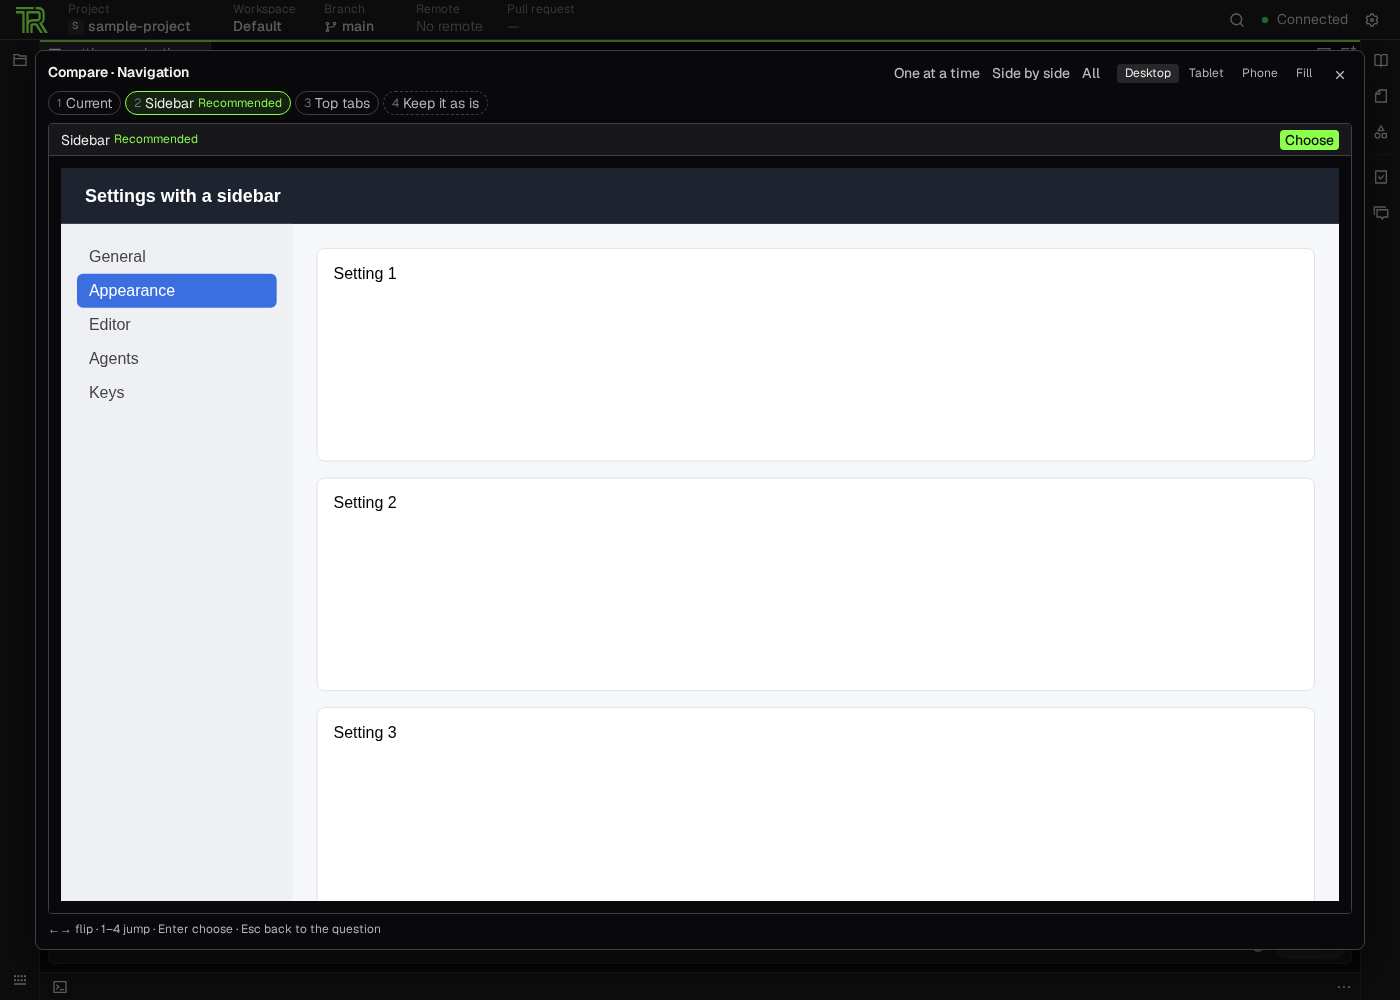 Project Workspace Branch Remote Pull request
S sample-project Default main No remote — Connected
Compare · Navigation One at a time Side by side All Desktop Tablet Phone Fill ×
1 Current 2 Sidebar Recommended 3 Top tabs 4 Keep it as is
Sidebar Recommended Choose
Settings with a sidebar
General
Appearance
Editor
Agents
Keys
Setting 1
Setting 2
Setting 3
←→ flip · 1–4 jump · Enter choose · Esc back to the question